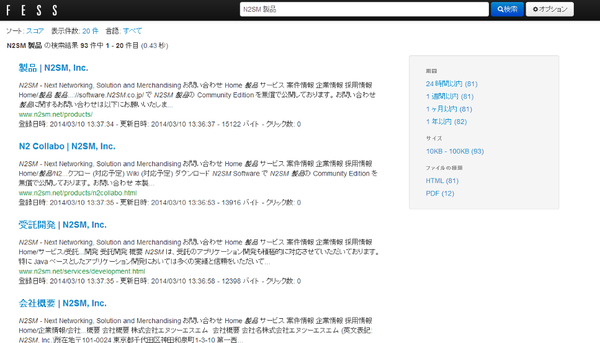 FESS
N2SM 製品
検索
オプション
ソート: スコア 表示件数: 20 件 言語: すべて
N2SM 製品 の検索結果 93 件中 1 - 20 件目 (0.43 秒)
製品 | N2SM, Inc.
N2SM - Next Networking, Solution and Merchandising お問い合わせ Home 製品 サービス 案件情報 企業情報 採用情報
Home/製品 製品...://software.N2SM.co.jp/ で N2SM 製品の Community Edition を無償で公開しております。 お問い合わせ
製品に関するお問い合わせは以下にお願いいたしま...
www.n2sm.net/products/
登録日時: 2014/03/10 13:37:34 - 更新日時: 2014/03/10 13:36:37 - 15122 バイト - クリック数: 0
N2 Collabo | N2SM, Inc.
N2SM - Next Networking, Solution and Merchandising お問い合わせ Home 製品 サービス 案件情報 企業情報 採用情報
Home/製品/N2...クフロー (対応予定) Wiki (対応予定) ダウンロード N2SM Software で N2SM 製品の Community Edition を
無償で公開しております。 お問い合わせ 本製...
www.n2sm.net/products/n2collabo.html
登録日時: 2014/03/10 13:37:35 - 更新日時: 2014/03/10 13:36:53 - 13916 バイト - クリック数: 0
受託開発 | N2SM, Inc.
N2SM - Next Networking, Solution and Merchandising お問い合わせ Home 製品 サービス 案件情報 企業情報 採用情報
Home/サービス/受託...開発 受託開発 概要 N2SM は、受託のアプリケーション開発も積極的に対応させていただいております。
特に Java ベースとしたアプリケーション開発においては多くの実績と信頼をいただいて...
www.n2sm.net/services/development.html
登録日時: 2014/03/10 13:37:35 - 更新日時: 2014/03/10 13:36:58 - 12398 バイト - クリック数: 0
会社概要 | N2SM, Inc.
N2SM - Next Networking, Solution and Merchandising お問い合わせ Home 製品 サービス 案件情報 企業情報 採用情報
Home/企業情報/会社...概要 会社概要 株式会社エヌツーエスエム 会社概要 会社名株式会社エヌツーエスエム (英文表記:
N2SM, Inc.)所在地〒101-0024 東京都千代田区神田和泉町1-3-10 第一西...
期間
24 時間以内 (81)
1 週間以内 (81)
1 ヶ月以内 (81)
1 年以内 (82)
サイズ
10KB - 100KB (93)
ファイルの種類
HTML (81)
PDF (12)